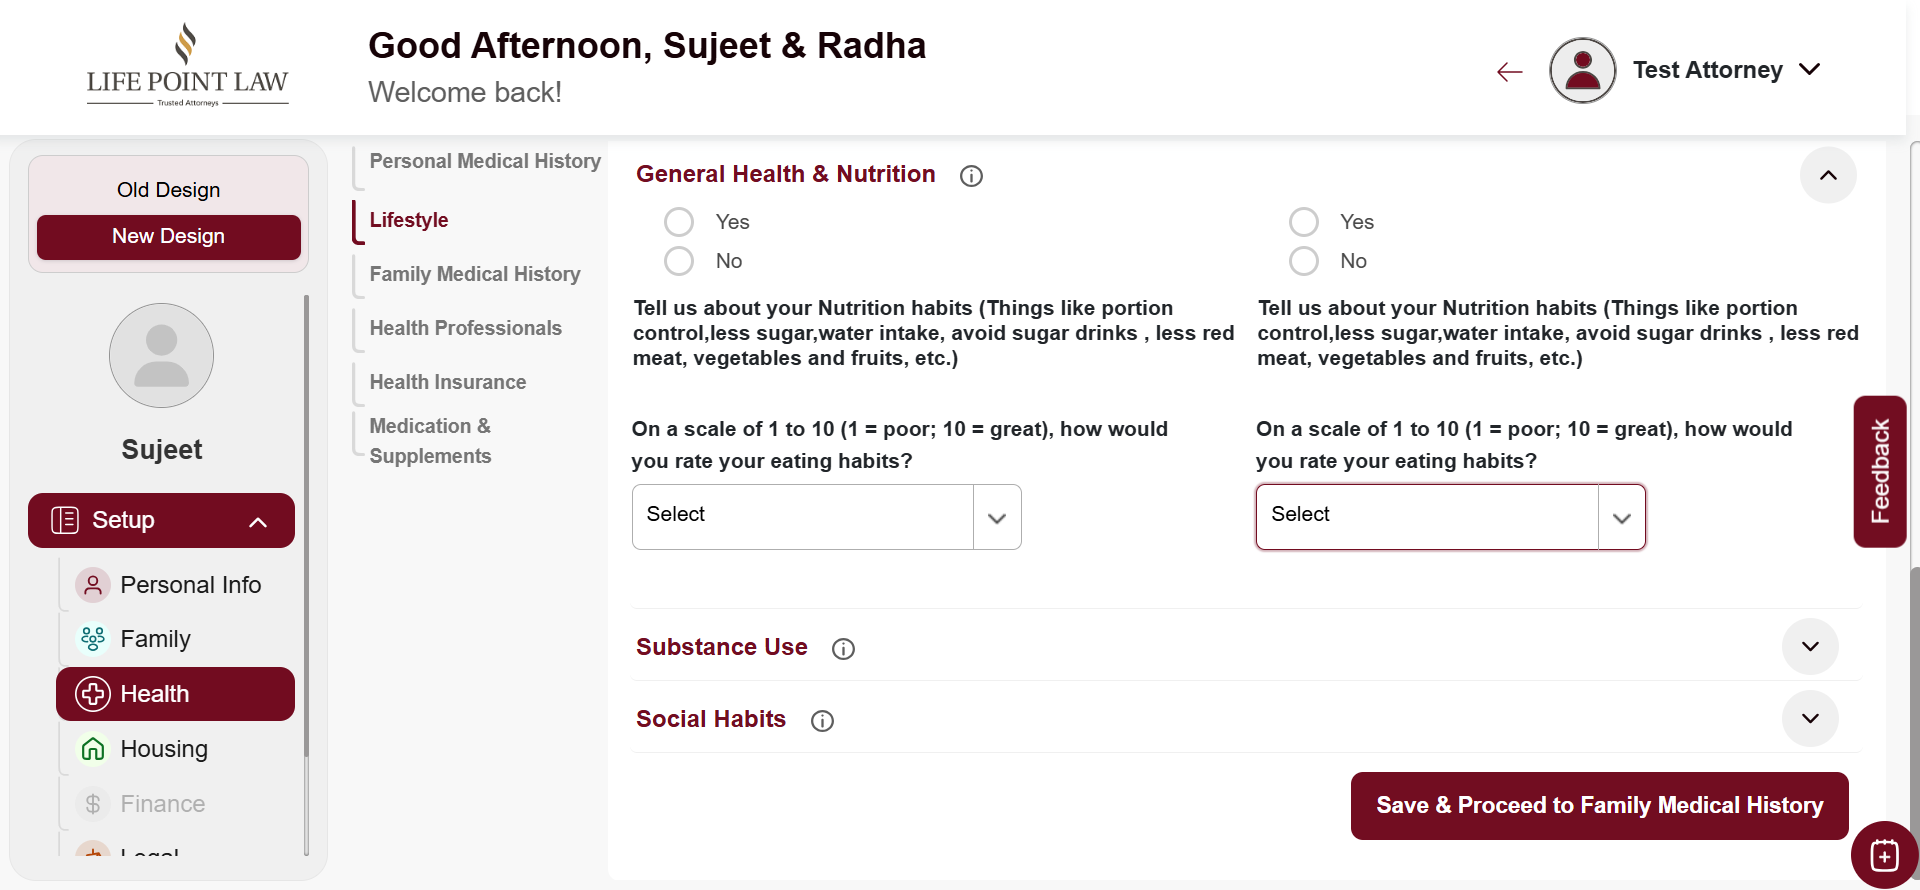 LIFE POINT LAW
Trusted Attorneys
Good Afternoon, Sujeet & Radha
Welcome back!
Test Attorney
Old Design
New Design
Sujeet
Setup
Personal Info
Family
Health
Housing
Finance
Legal
Personal Medical History
Lifestyle
Family Medical History
Health Professionals
Health Insurance
Medication &
Supplements
General Health & Nutrition
Yes
No
Tell us about your Nutrition habits (Things like portion
control,less sugar,water intake, avoid sugar drinks , less red
meat, vegetables and fruits, etc.)
On a scale of 1 to 10 (1 = poor; 10 = great), how would
you rate your eating habits?
Select
Yes
No
Tell us about your Nutrition habits (Things like portion
control,less sugar,water intake, avoid sugar drinks , less red
meat, vegetables and fruits, etc.)
On a scale of 1 to 10 (1 = poor; 10 = great), how would
you rate your eating habits?
Select
Substance Use
Social Habits
Save & Proceed to Family Medical History
Feedback